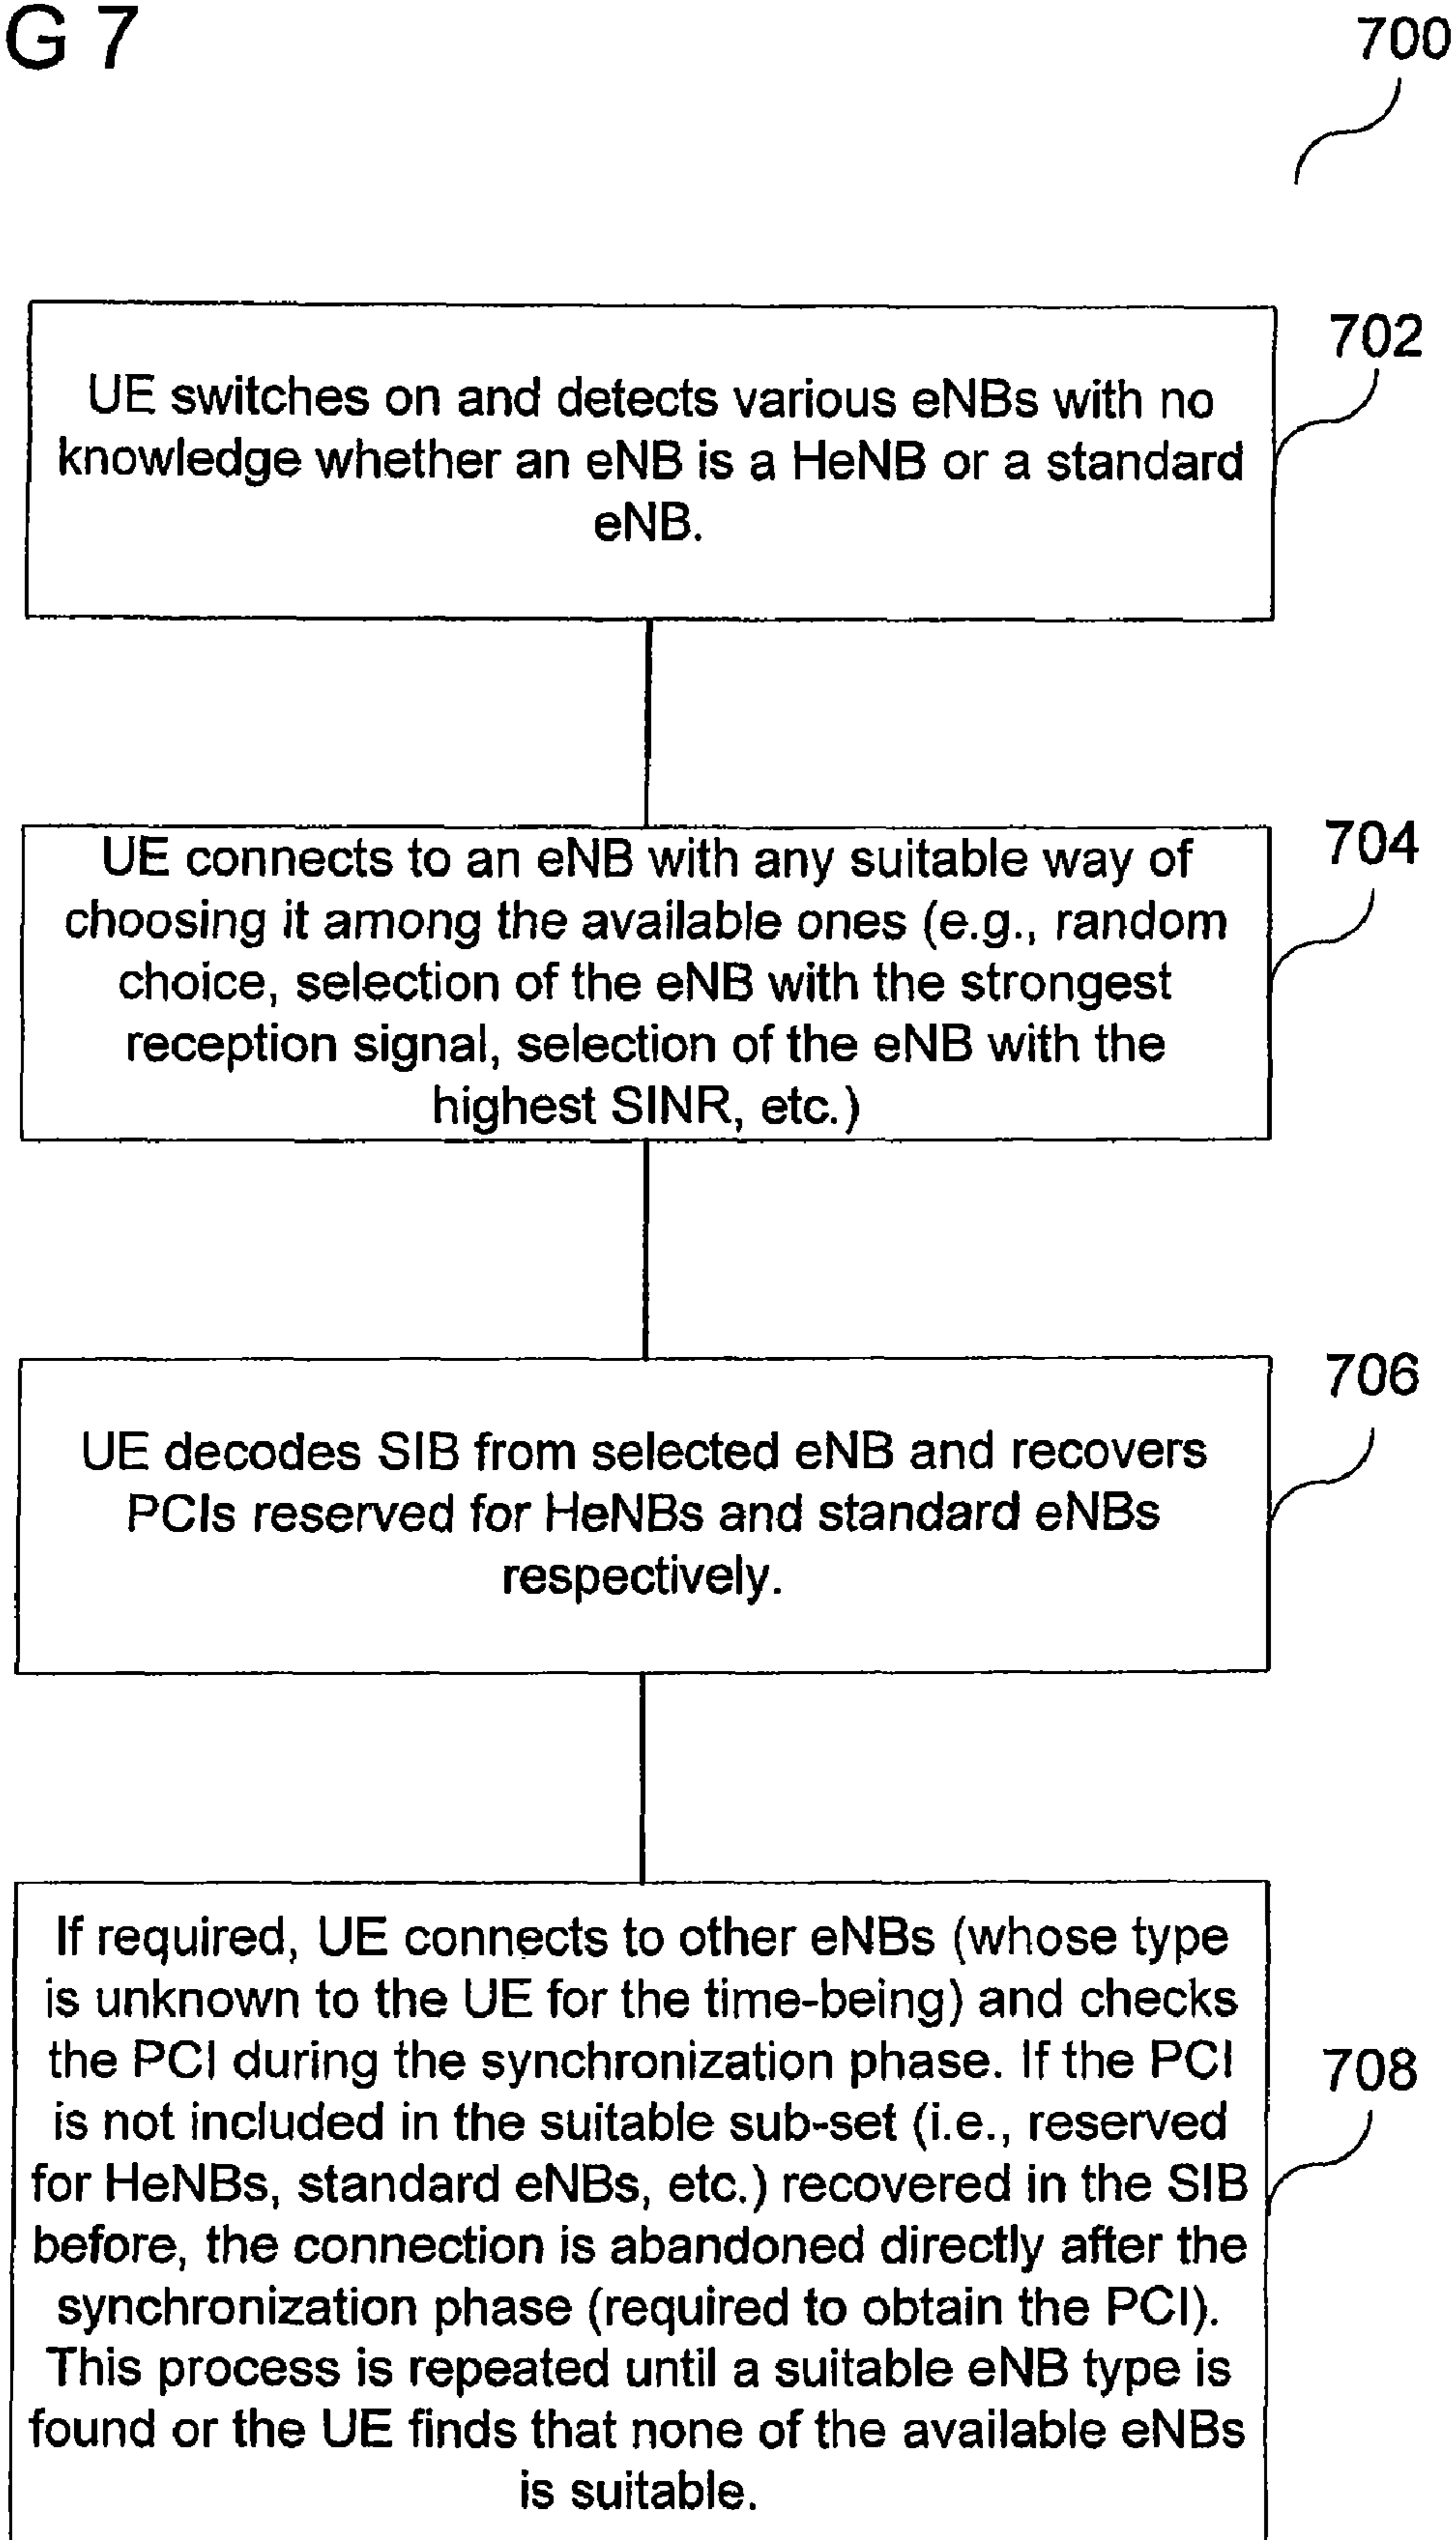 G 7
700
702
UE switches on and detects various eNBs with no
knowledge whether an eNB is a HeNB or a standard
eNB.
704
UE connects to an eNB with any suitable way of
choosing it among the available ones (e.g., random
choice, selection of the eNB with the strongest
reception signal, selection of the eNB with the
highest SINR, etc.)
706
UE decodes SIB from selected eNB and recovers
PCIs reserved for HeNBs and standard eNBs
respectively.
708
If required, UE connects to other eNBs (whose type
is unknown to the UE for the time-being) and checks
the PCI during the synchronization phase. If the PCI
is not included in the suitable sub-set (i.e., reserved
for HeNBs, standard eNBs, etc.) recovered in the SIB
before, the connection is abandoned directly after the
synchronization phase (required to obtain the PCI).
This process is repeated until a suitable eNB type is
found or the UE finds that none of the available eNBs
is suitable.